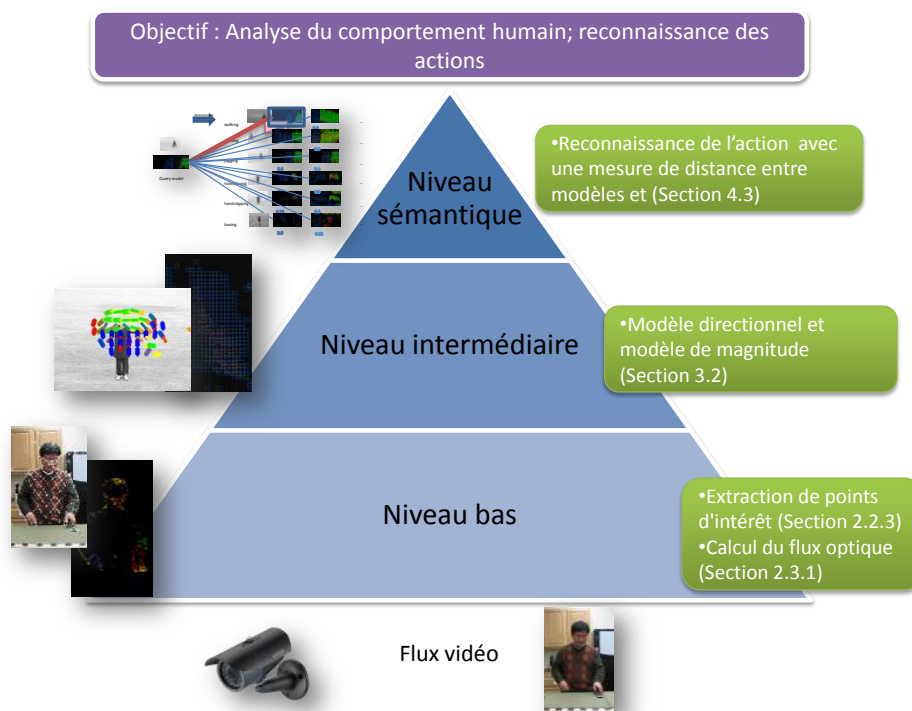 Objectif : Analyse du comportement humain; reconnaissance des
actions
walking
Query model
handclapping
boxing
Niveau
sémantique
•Reconnaissance de l'action avec
une mesure de distance entre
modèles et (Section 4.3)
Niveau intermédiaire
•Modèle directionnel et
modèle de magnitude
(Section 3.2)
Niveau bas
•Extraction de points
d'intérêt (Section 2.2.3)
•Calcul du flux optique
(Section 2.3.1)
Flux vidéo